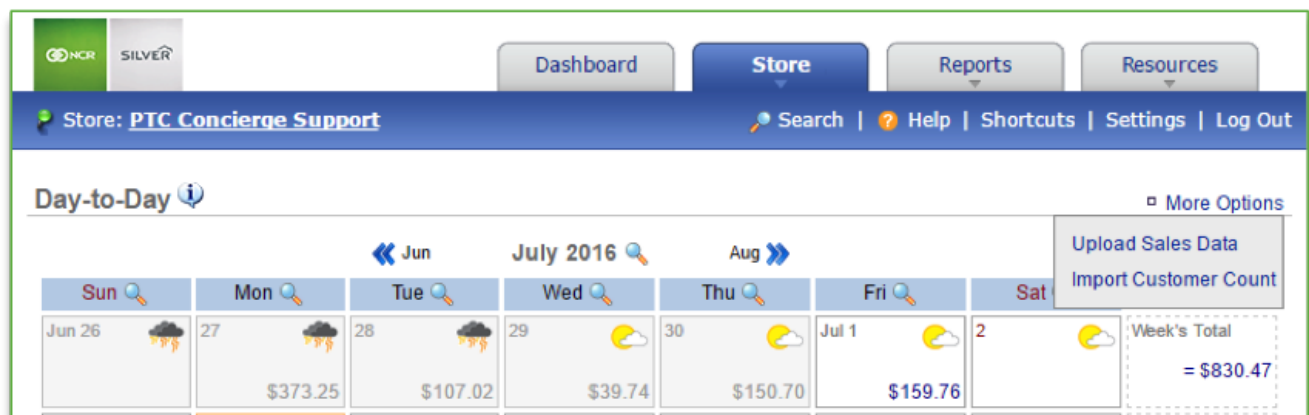 NCR SILVER
Dashboard Store Reports Resources
Store: PTC Concierge Support Search | Help | Shortcuts | Settings | Log Out
Day-to-Day More Options
Upload Sales Data
Jun July 2016 Aug
Import Customer Count
Sun Mon Tue Wed Thu Fri Sat
Jun 26 27 28 29 30 Jul 1 2 Week's Total
$373.25 $107.02 $39.74 $150.70 $159.76 = $830.47